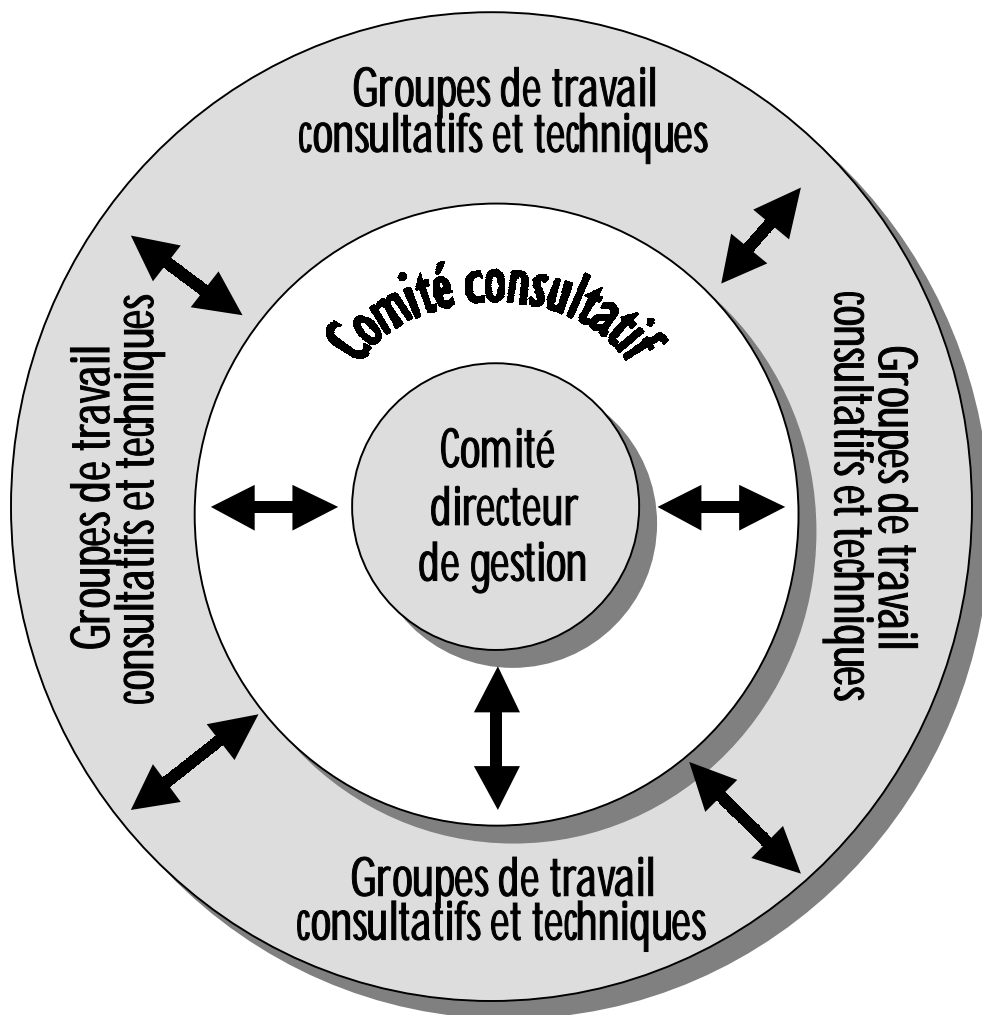 Groupes de travail
consultatifs et techniques
Comité consultatif
Groupes de travail
consultatifs et techniques
Comité
directeur
de gestion
Groupes de travail
consultatifs et techniques
Groupes de travail
consultatifs et techniques